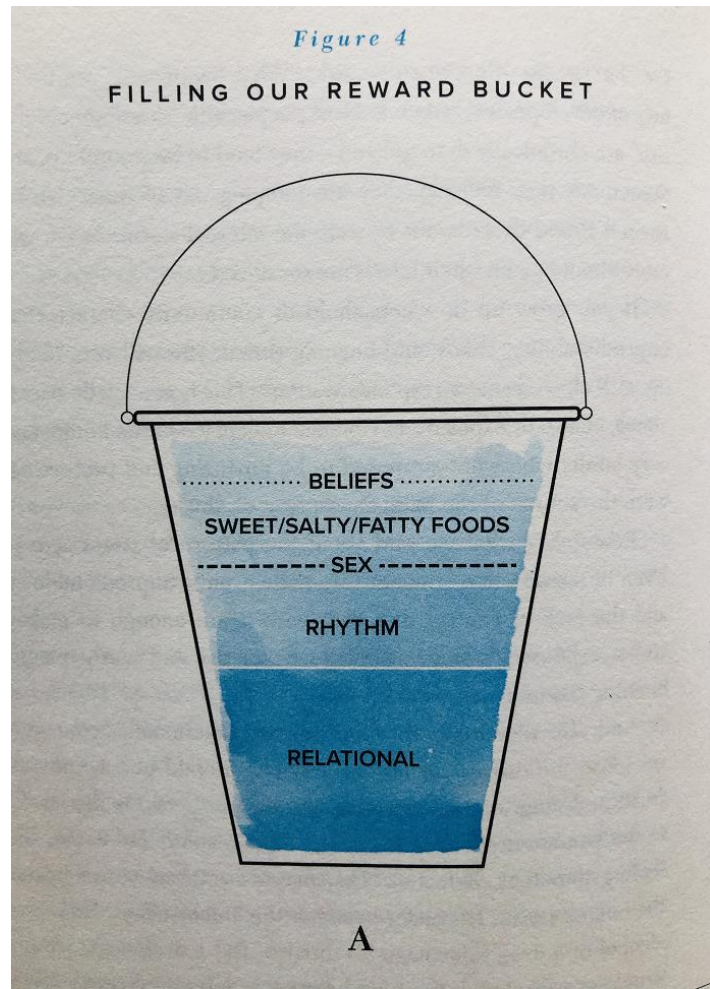 Figure 4
FILLING OUR REWARD BUCKET
BELIEFS
SWEET/SALTY/FATTY FOODS
SEX
RHYTHM
RELATIONAL
A